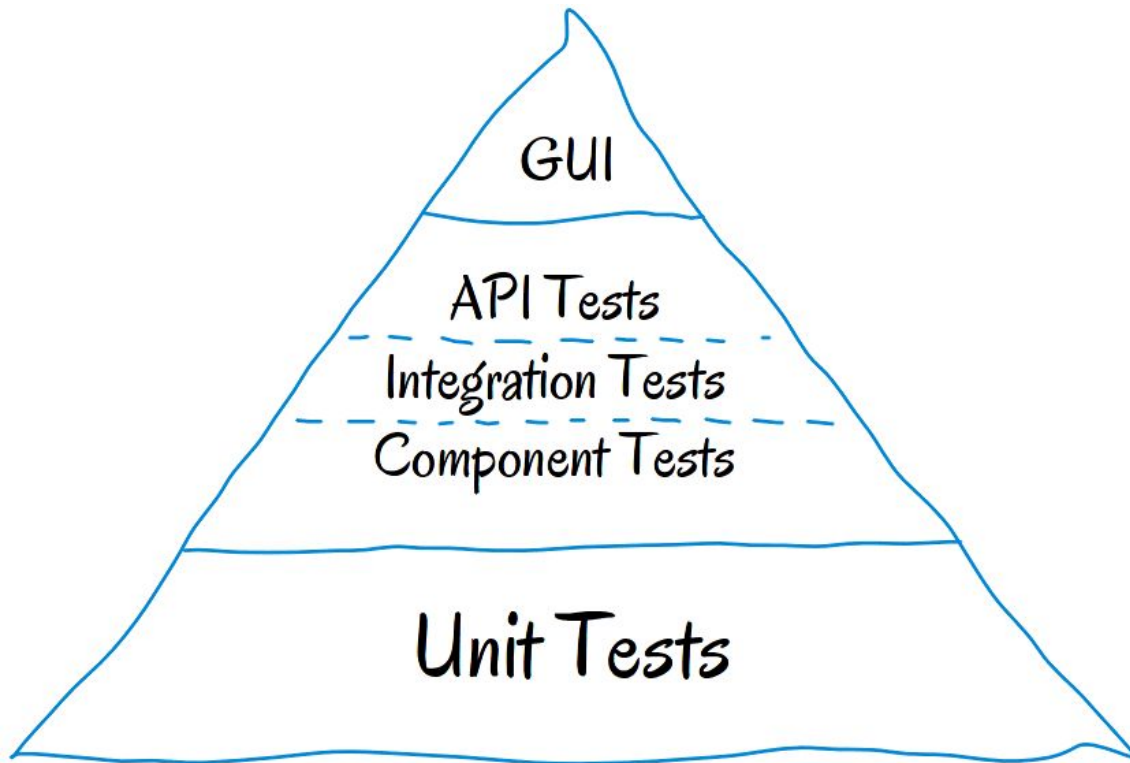 GUI
API Tests
Integration Tests
Component Tests
Unit Tests